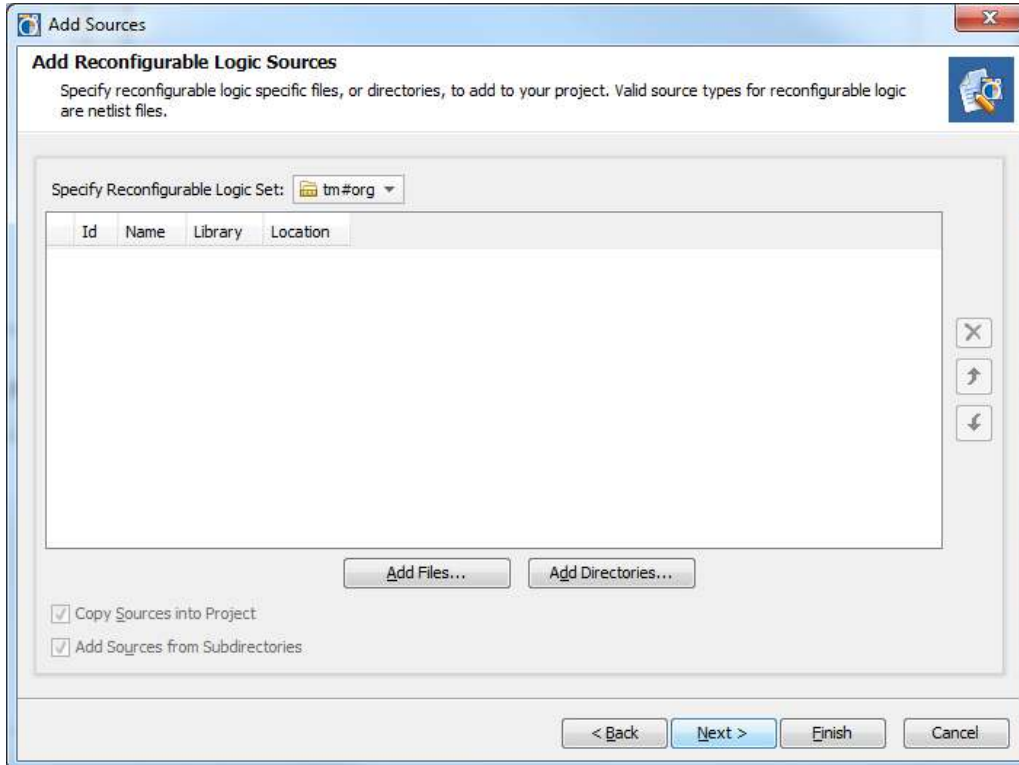 Add Sources
Add Reconfigurable Logic Sources
Specify reconfigurable logic specific files, or directories, to add to your project. Valid source types for reconfigurable logic
are netlist files.
Specify Reconfigurable Logic Set: tm#org
Id Name Library Location
Add Files... Add Directories...
Copy Sources into Project
Add Sources from Subdirectories
< Back Next > Finish Cancel